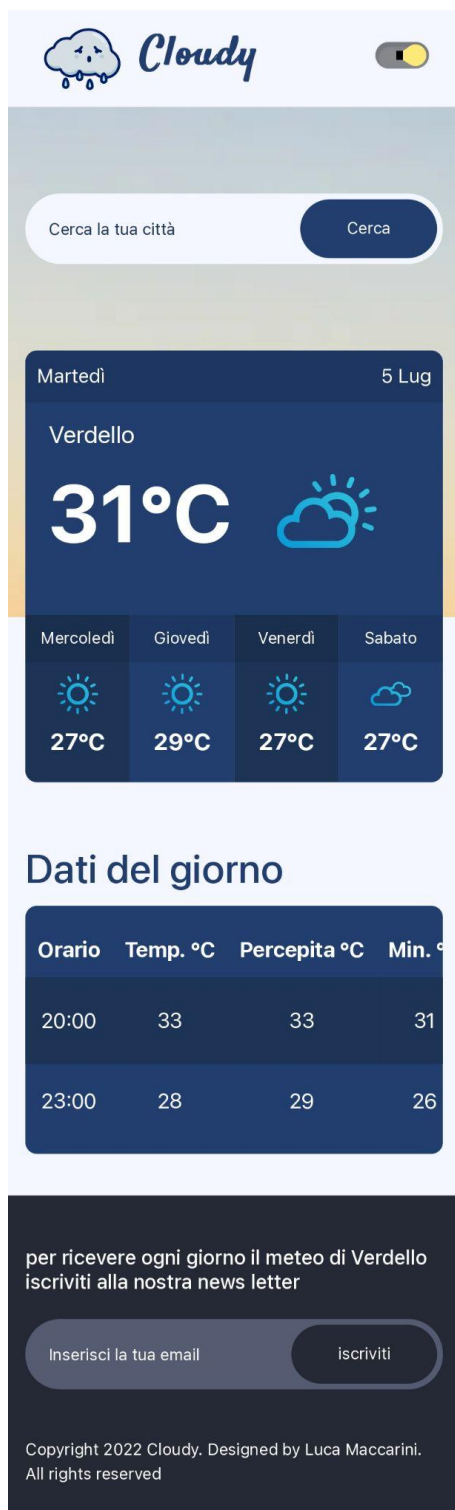 Cloudy
Cerca la tua città Cerca
Martedì 5 Lug
Verdello
31°C
Mercoledì Giovedì Venerdì Sabato
27°C 29°C 27°C 27°C
Dati del giorno
Orario Temp. °C Percepita °C Min. °
20:00 33 33 31
23:00 28 29 26
per ricevere ogni giorno il meteo di Verdello
iscriviti alla nostra news letter
Inserisci la tua email iscriviti
Copyright 2022 Cloudy. Designed by Luca Maccarini.
All rights reserved